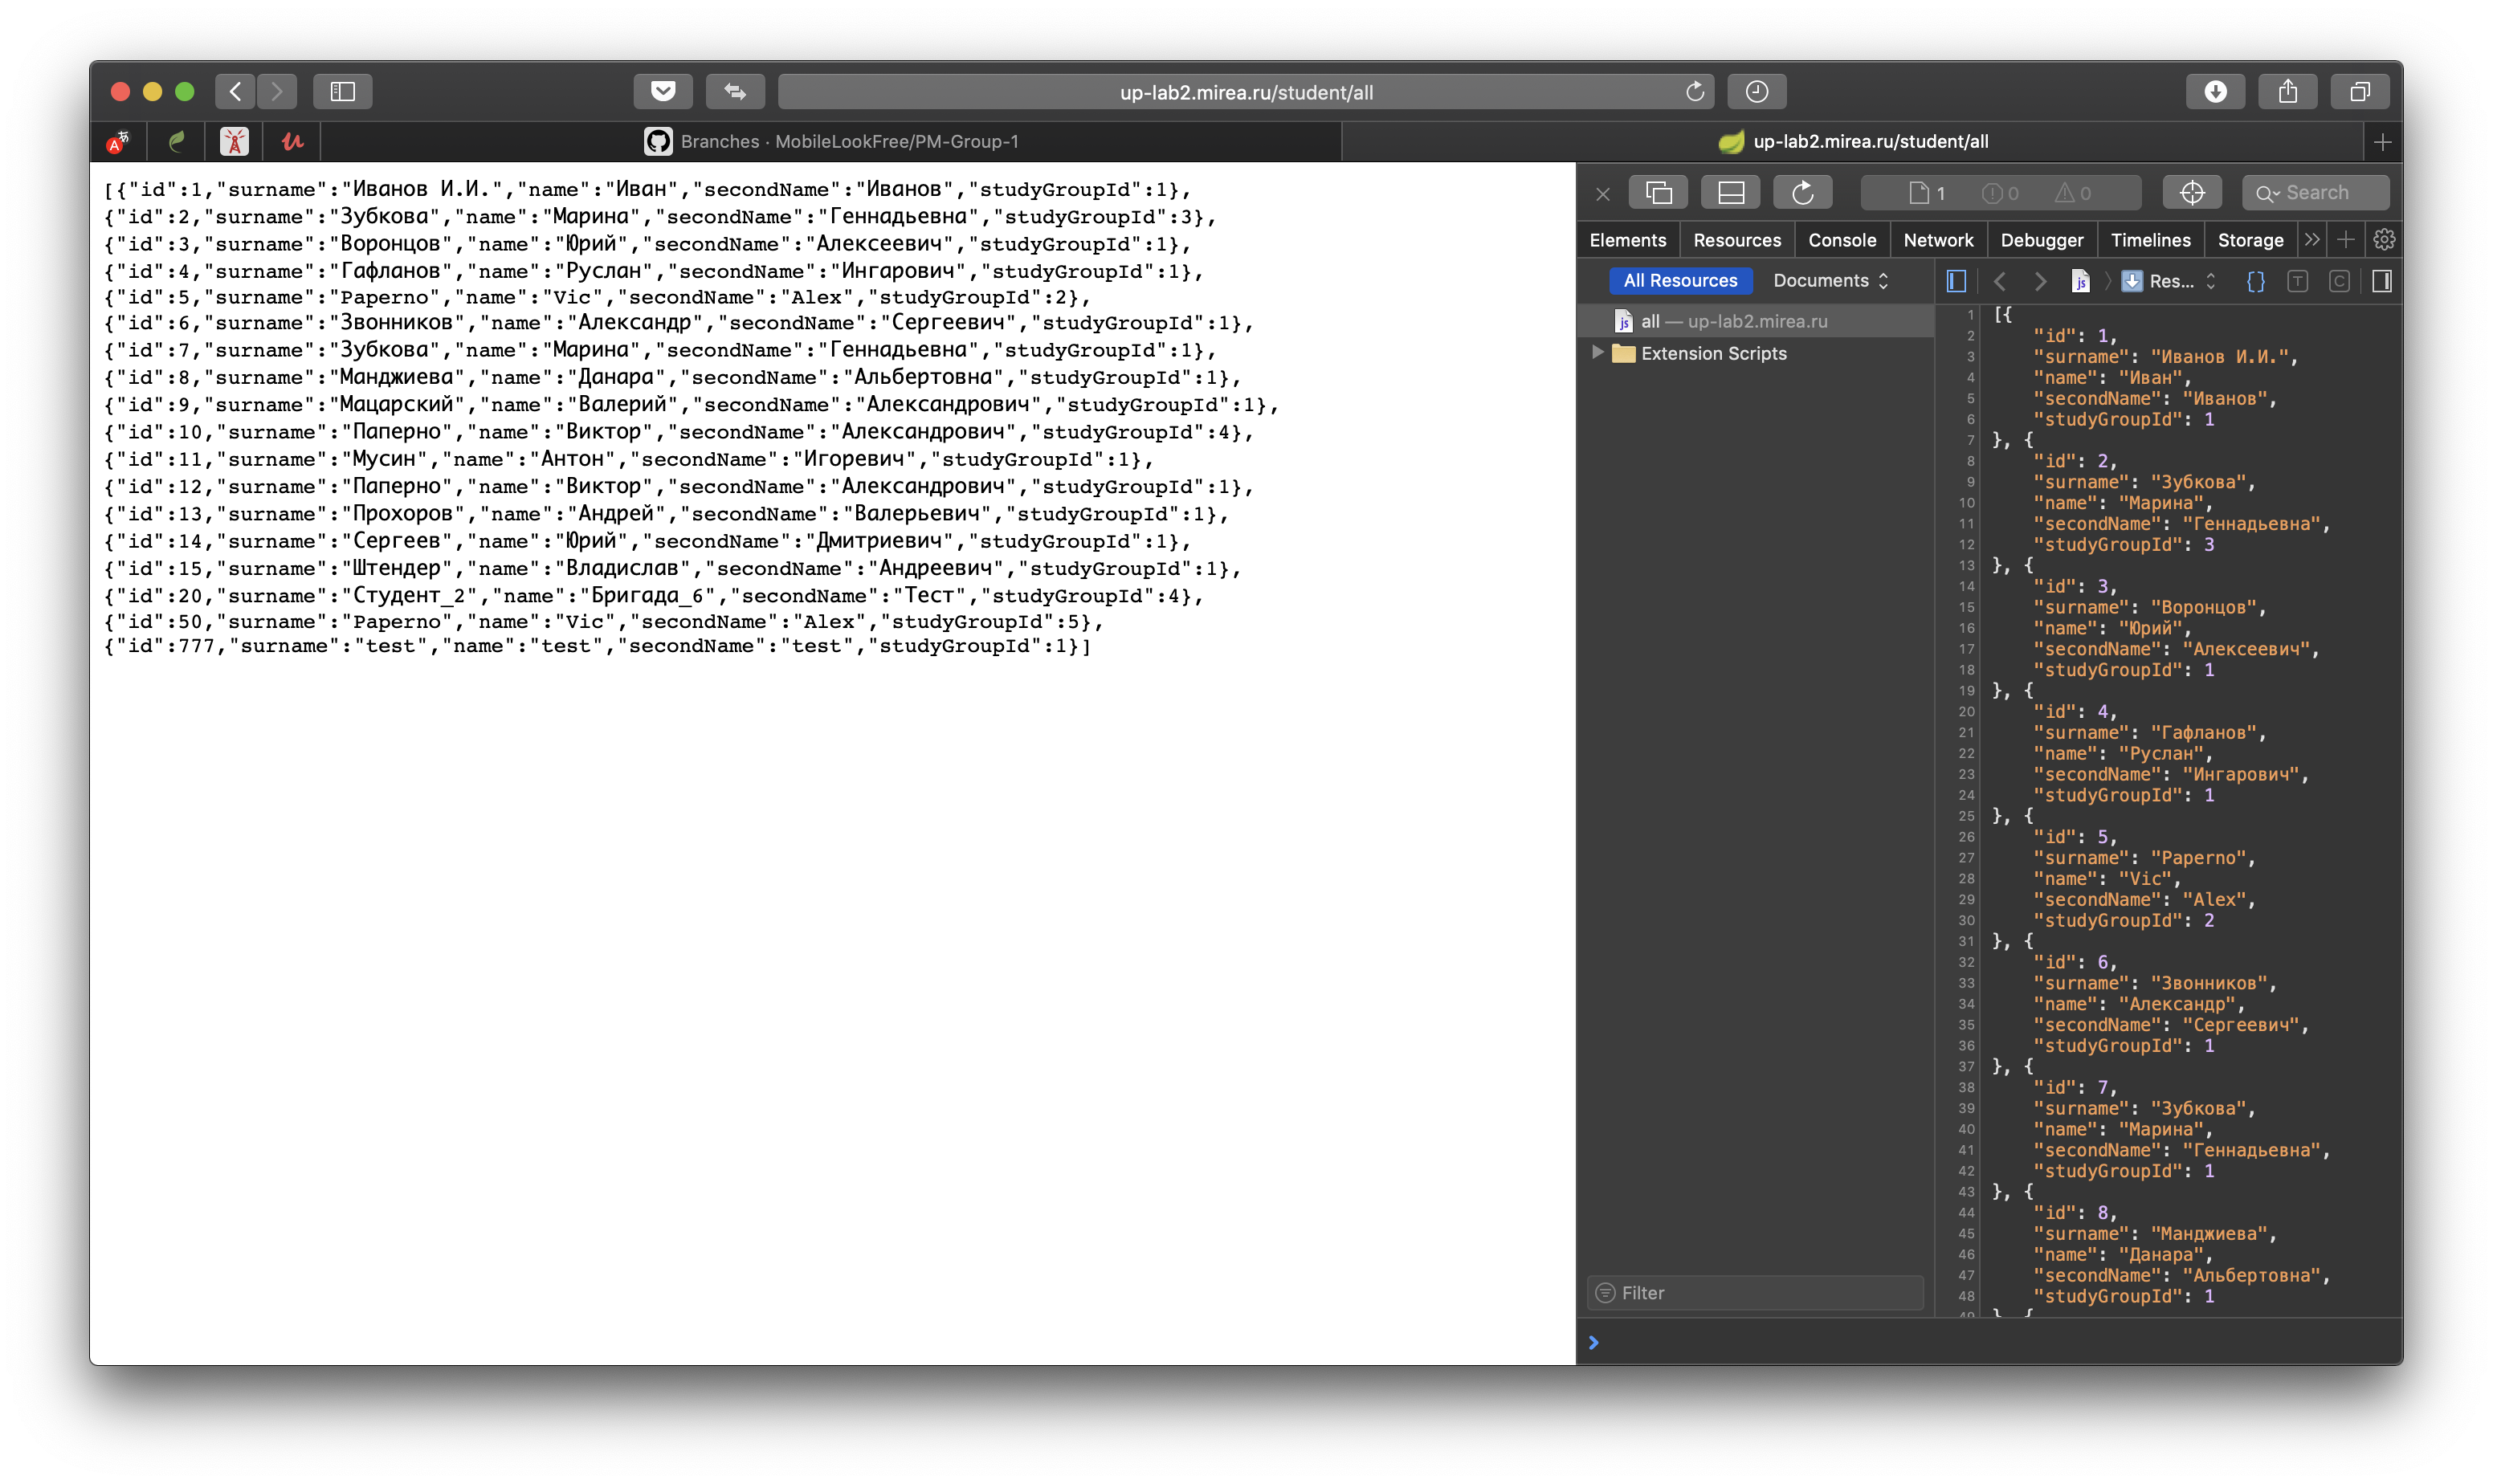 up-lab2.mirea.ru/student/all
Branches · MobileLookFree/PM-Group-1
up-lab2.mirea.ru/student/all
[{"id":1,"surname":"Иванов И.И.","name":"Иван","secondName":"Иванов","studyGroupId":1},
{"id":2,"surname":"Зубкова","name":"Марина","secondName":"Геннадьевна","studyGroupId":3},
{"id":3,"surname":"Воронцов","name":"Юрий","secondName":"Алексеевич","studyGroupId":1},
{"id":4,"surname":"Гафланов","name":"Руслан","secondName":"Ингарович","studyGroupId":1},
{"id":5,"surname":"Paperno","name":"Vic","secondName":"Alex","studyGroupId":2},
{"id":6,"surname":"Звонников","name":"Александр","secondName":"Сергеевич","studyGroupId":1},
{"id":7,"surname":"Зубкова","name":"Марина","secondName":"Геннадьевна","studyGroupId":1},
{"id":8,"surname":"Манджиева","name":"Данара","secondName":"Альбертовна","studyGroupId":1},
{"id":9,"surname":"Мацарский","name":"Валерий","secondName":"Александрович","studyGroupId":1},
{"id":10,"surname":"Паперно","name":"Виктор","secondName":"Александрович","studyGroupId":4},
{"id":11,"surname":"Мусин","name":"Антон","secondName":"Игоревич","studyGroupId":1},
{"id":12,"surname":"Паперно","name":"Виктор","secondName":"Александрович","studyGroupId":1},
{"id":13,"surname":"Прохоров","name":"Андрей","secondName":"Валерьевич","studyGroupId":1},
{"id":14,"surname":"Сергеев","name":"Юрий","secondName":"Дмитриевич","studyGroupId":1},
{"id":15,"surname":"Штендер","name":"Владислав","secondName":"Андреевич","studyGroupId":1},
{"id":20,"surname":"Студент_2","name":"Бригада_6","secondName":"Тест","studyGroupId":4},
{"id":50,"surname":"Paperno","name":"Vic","secondName":"Alex","studyGroupId":5},
{"id":777,"surname":"test","name":"test","secondName":"test","studyGroupId":1}]
1 0 0 Search
Elements Resources Console Network Debugger Timelines Storage
All Resources Documents
js Res... {} T C
js all — up-lab2.mirea.ru
Extension Scripts
Filter
1 [{
2 "id": 1,
3 "surname": "Иванов И.И.",
4 "name": "Иван",
5 "secondName": "Иванов",
6 "studyGroupId": 1
7 }, {
8 "id": 2,
9 "surname": "Зубкова",
10 "name": "Марина",
11 "secondName": "Геннадьевна",
12 "studyGroupId": 3
13 }, {
14 "id": 3,
15 "surname": "Воронцов",
16 "name": "Юрий",
17 "secondName": "Алексеевич",
18 "studyGroupId": 1
19 }, {
20 "id": 4,
21 "surname": "Гафланов",
22 "name": "Руслан",
23 "secondName": "Ингарович",
24 "studyGroupId": 1
25 }, {
26 "id": 5,
27 "surname": "Paperno",
28 "name": "Vic",
29 "secondName": "Alex",
30 "studyGroupId": 2
31 }, {
32 "id": 6,
33 "surname": "Звонников",
34 "name": "Александр",
35 "secondName": "Сергеевич",
36 "studyGroupId": 1
37 }, {
38 "id": 7,
39 "surname": "Зубкова",
40 "name": "Марина",
41 "secondName": "Геннадьевна",
42 "studyGroupId": 1
43 }, {
44 "id": 8,
45 "surname": "Манджиева",
46 "name": "Данара",
47 "secondName": "Альбертовна",
48 "studyGroupId": 1
49 }, {